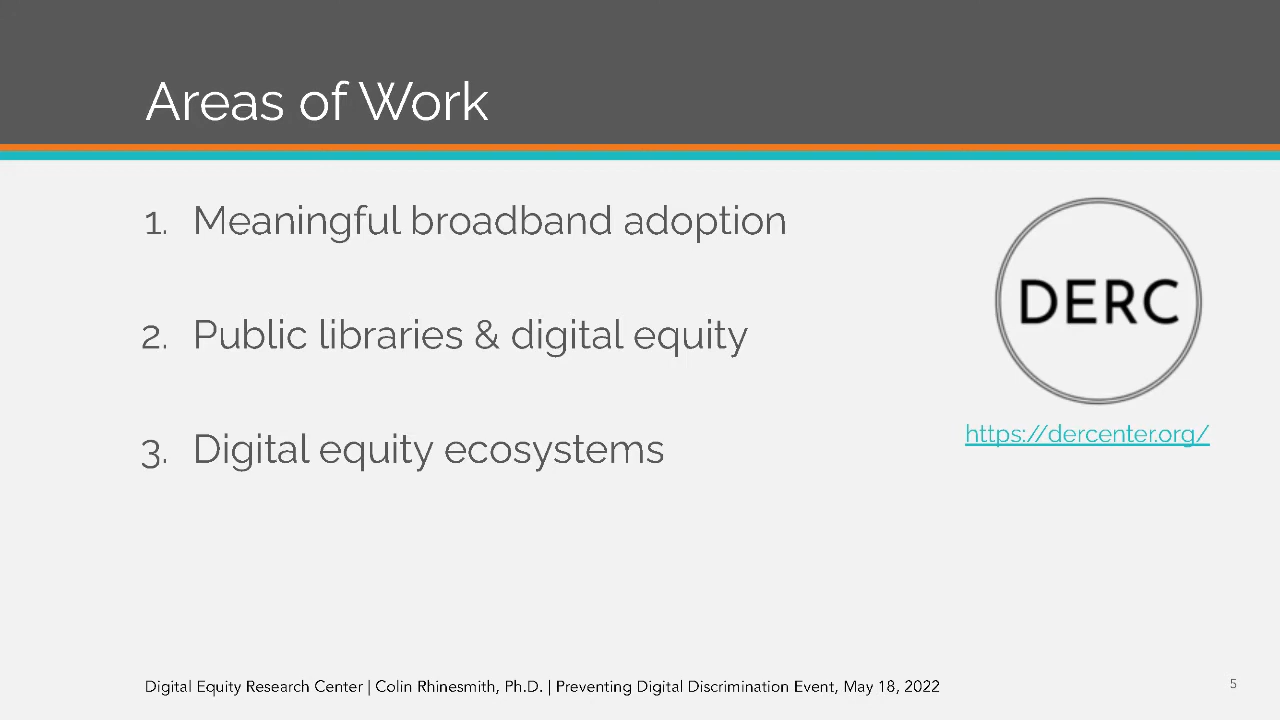 Areas of Work
1. Meaningful broadband adoption
2. Public libraries & digital equity
3. Digital equity ecosystems
DERC
https://dercenter.org/
Digital Equity Research Center | Colin Rhinesmith, Ph.D. | Preventing Digital Discrimination Event, May 18, 2022
5